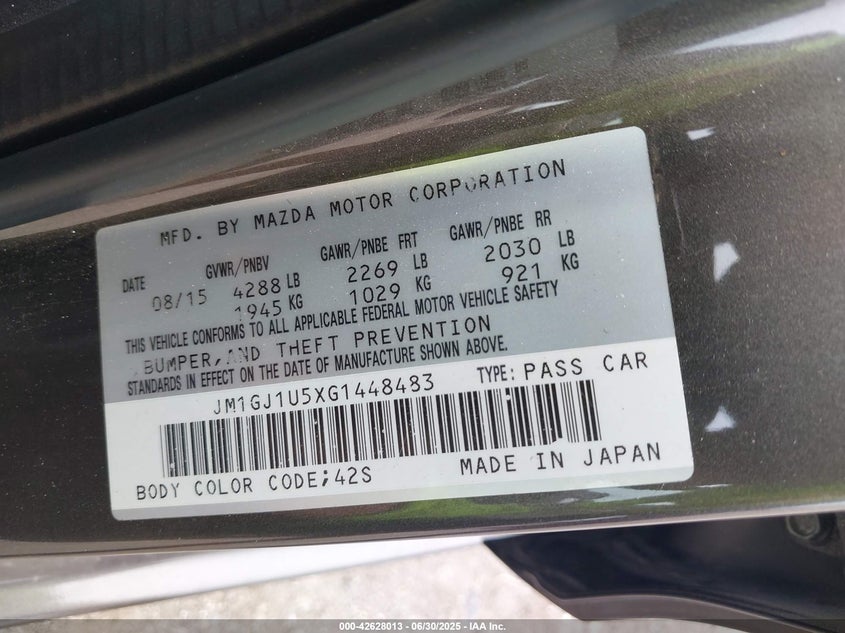 MFD. BY MAZDA MOTOR CORPORATION
DATE GVWR/PNBV GAWR/PNBE FRT GAWR/PNBE RR
08/15 4288 LB 2269 LB 2030 LB
1945 KG 1029 KG 921 KG
THIS VEHICLE CONFORMS TO ALL APPLICABLE FEDERAL MOTOR VEHICLE SAFETY
,BUMPER,AND THEFT PREVENTION
STANDARDS IN EFFECT ON THE DATE OF MANUFACTURE SHOWN ABOVE.
JM1GJ1U5XG1448483 TYPE: PASS CAR
BODY COLOR CODE;42S MADE IN JAPAN
000-42628013 - 06/30/2025 - IAA Inc.